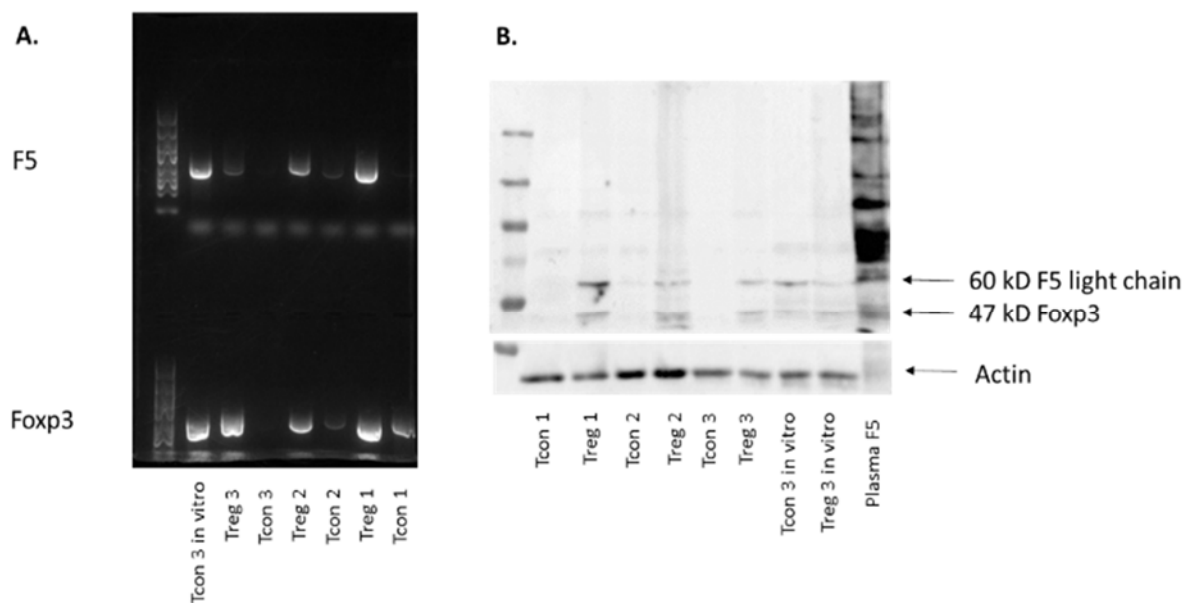 A.
F5
Foxp3
Tcon 3 in vitro
Treg 3
Tcon 3
Treg 2
Tcon 2
Treg 1
Tcon 1
B.
60 kD F5 light chain
47 kD Foxp3
Actin
Tcon 1
Treg 1
Tcon 2
Treg 2
Tcon 3
Treg 3
Tcon 3 in vitro
Treg 3 in vitro
Plasma F5